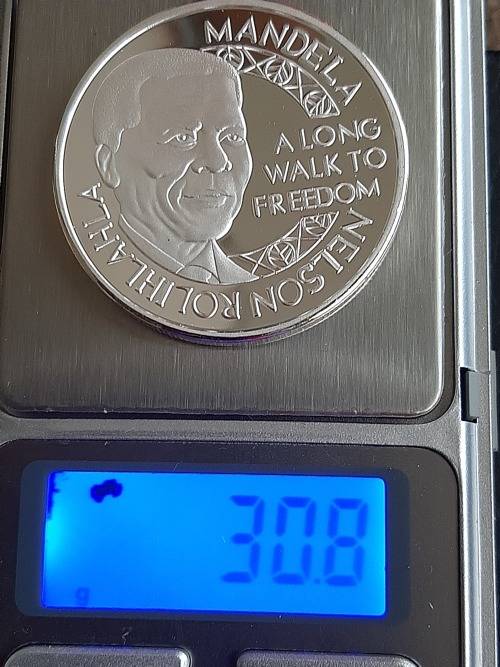 MANDELA
A LONG
WALK TO
FREEDOM
NELSON ROLIHLAHLA
30.8
g